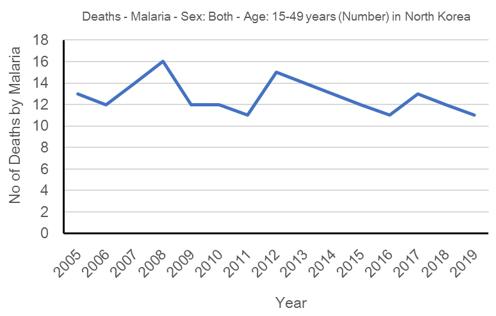 Deaths - Malaria - Sex: Both - Age: 15-49 years (Number) in North Korea
No of Deaths by Malaria
18
16
14
12
10
8
6
4
2
0
2005 2006 2007 2008 2009 2010 2011 2012 2013 2014 2015 2016 2017 2018 2019
Year